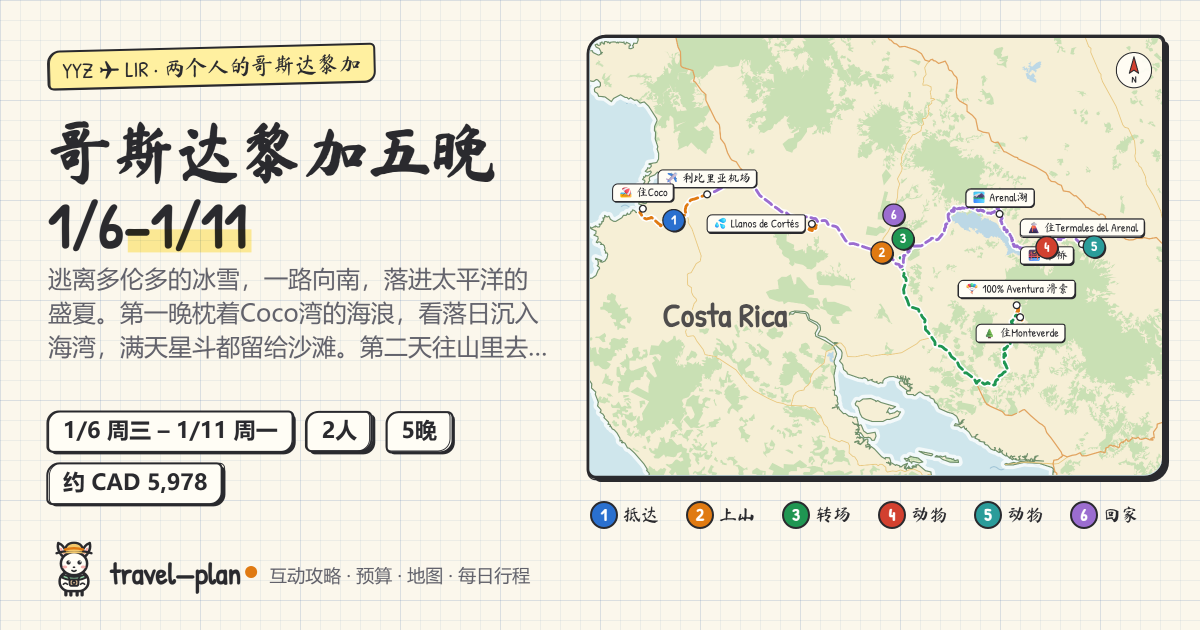 YYZ ✈ LIR · 两个人的哥斯达黎加
哥斯达黎加五晚
1/6–1/11
逃离多伦多的冰雪，一路向南，落进太平洋的
盛夏。第一晚枕着Coco湾的海浪，看落日沉入
海湾，满天星斗都留给沙滩。第二天往山里去…
1/6 周三 – 1/11 周一
2人
5晚
约 CAD 5,978
travel-plan
互动攻略 · 预算 · 地图 · 每日行程
N
利比里亚机场
住Coco
1
Llanos de Cortés
6
3
2
Arenal湖
住Termales del Arenal
4
5
桥
100% Aventura 滑索
住Monteverde
Costa Rica
1 抵达
2 上山
3 转场
4 动物
5 动物
6 回家